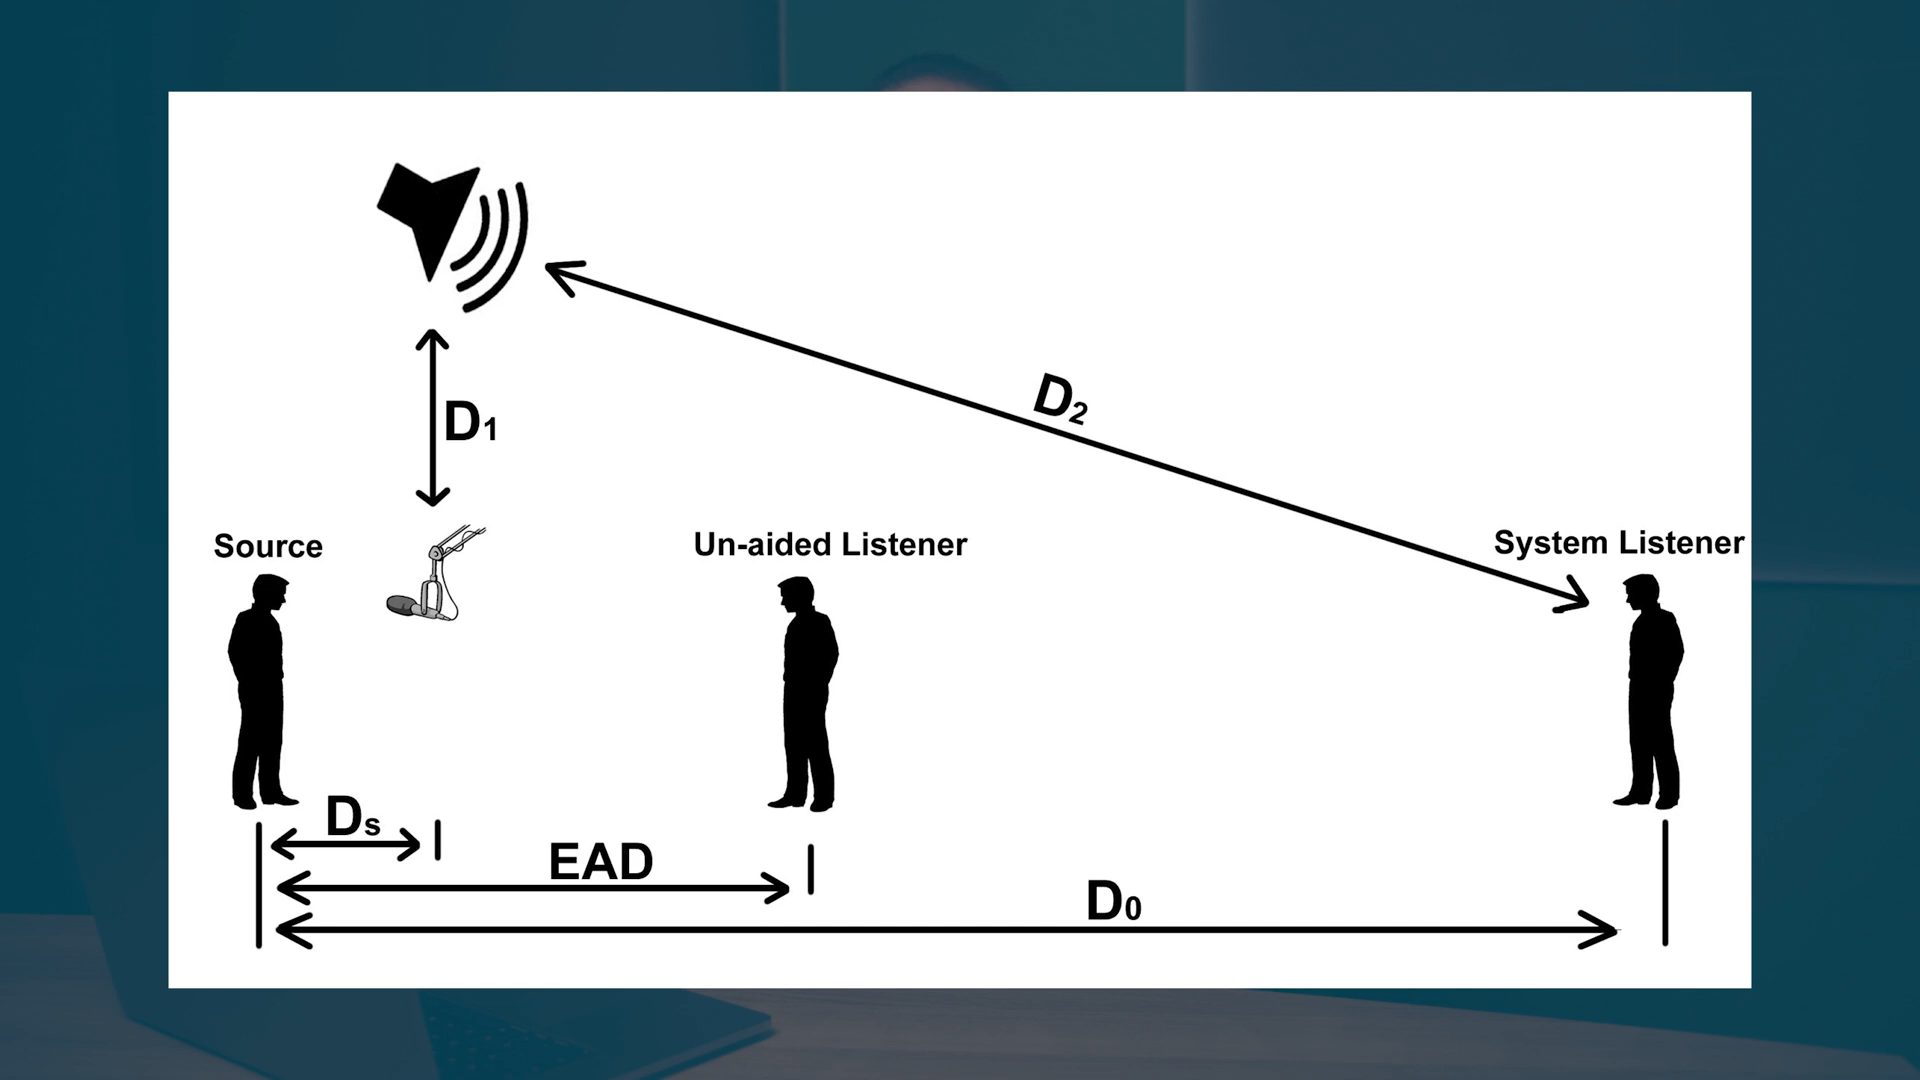 D2
D1
Source
Un-aided Listener
System Listener
Ds
EAD
D0